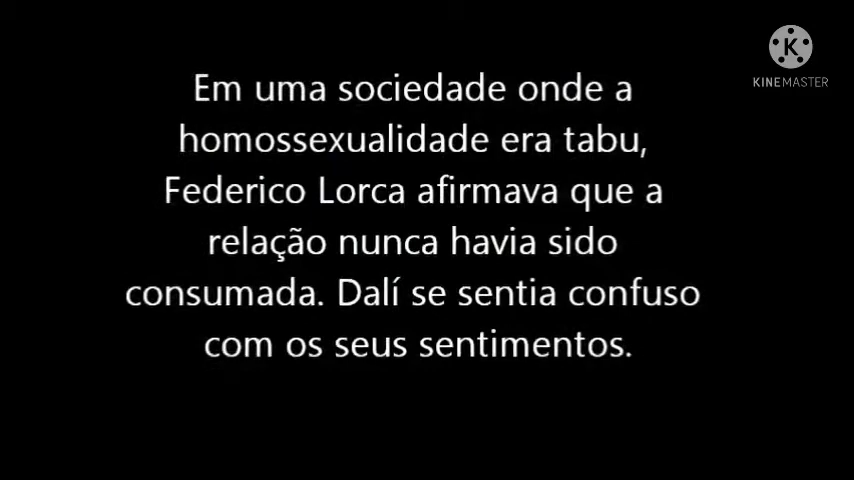 K
KINEMASTER
Em uma sociedade onde a
homossexualidade era tabu,
Federico Lorca afirmava que a
relação nunca havia sido
consumada. Dalí se sentia confuso
com os seus sentimentos.